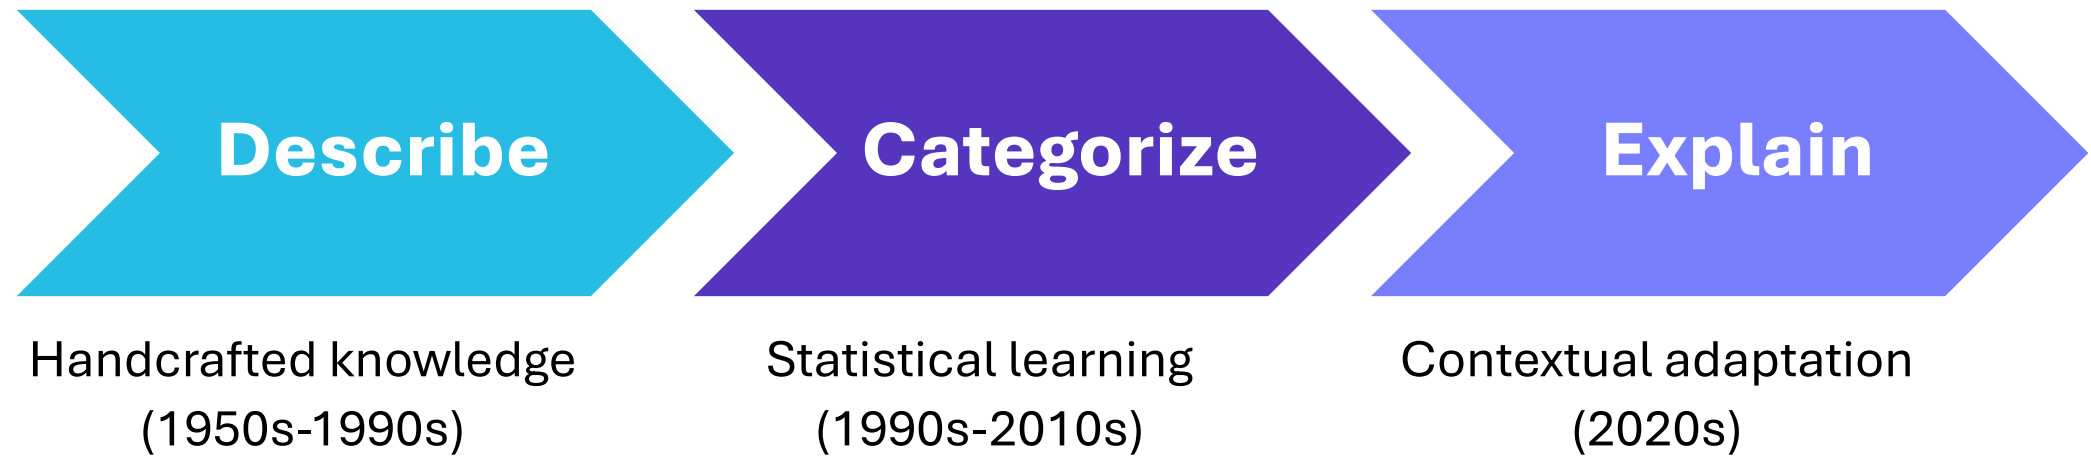 Describe
Categorize
Explain
Handcrafted knowledge
(1950s-1990s)
Statistical learning
(1990s-2010s)
Contextual adaptation
(2020s)